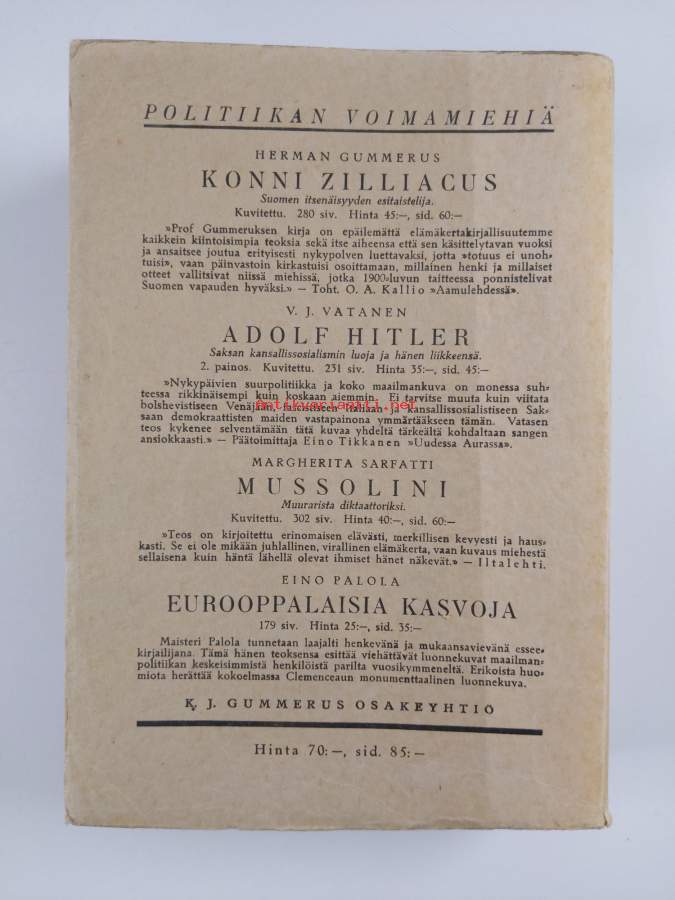 POLITIIKAN VOIMAMIEHIÄ
HERMAN GUMMERUS
KONNI ZILLIACUS
Suomen itsenäisyyden esitaistelija.
Kuvitettu. 280 siv. Hinta 45:—, sid. 60:—
»Prof Gummeruksen kirja on epäilemättä elämäkertakirjallisuutemme
kaikkein kiintoisimpia teoksia sekä itse aiheensa että sen käsittelytavan vuoksi
ja ansaitsee joutua erityisesti nykypolven luettavaksi, jotta »totuus ei unoh-
tuisi», vaan päinvastoin kirkastuisi osoittamaan, millainen henki ja millaiset
otteet vallitsivat niissä miehissä, jotka 1900-luvun taitteessa ponnistelivat
Suomen vapauden hyväksi.» — Toht. O. A. Kallio »Aamulehdessä».
V. J. VATANEN
ADOLF HITLER
Saksan kansallissosialismin luoja ja hänen liikkeensä.
2. painos. Kuvitettu. 231 siv. Hinta 35:—, sid. 45:—
»Nykypäivien suurpolitiikka ja koko maailmankuva on monessa suh-
teessa rikkinäisempi kuin koskaan aiemmin. Ei tarvitse muuta kuin viitata
bolshevistiseen Venäjään, fascistiseen Italiaan ja kansallissosialistiseen Sak-
saan demokraattisten maiden vastapainona ymmärtääkseen tämän. Vatasen
teos kykenee selventämään tätä kuvaa yhdeltä tärkeältä kohdaltaan sangen
ansiokkaasti.» — Päätoimittaja Eino Tikkanen »Uudessa Aurassa».
antikvariaatti.net
MARGHERITA SARFATTI
MUSSOLINI
Muurarista diktaattoriksi.
Kuvitettu. 302 siv. Hinta 40:—, sid. 60:—
»Teos on kirjoitettu erinomaisen elävästi, merkillisen kevyesti ja haus-
kasti. Se ei ole mikään juhlallinen, virallinen elämäkerta, vaan kuvaus miehestä
sellaisena kuin häntä lähellä olevat ihmiset hänet näkevät.» — Iltalehti.
EINO PALOLA
EUROOPPALAISIA KASVOJA
179 siv. Hinta 25:—, sid. 35:—
Maisteri Palola tunnetaan laajalti henkevänä ja mukaansavievänä essee-
kirjailijana. Tämä hänen teoksensa esittää viehättävät luonnekuvat maailman-
politiikan keskeisimmistä henkilöistä parilta vuosikymmeneltä. Erikoista huo-
miota herättää kokoelmassa Clemenceaun monumenttaalinen luonnekuva.
K. J. GUMMERUS OSAKEYHTIÖ
Hinta 70:—, sid. 85:—